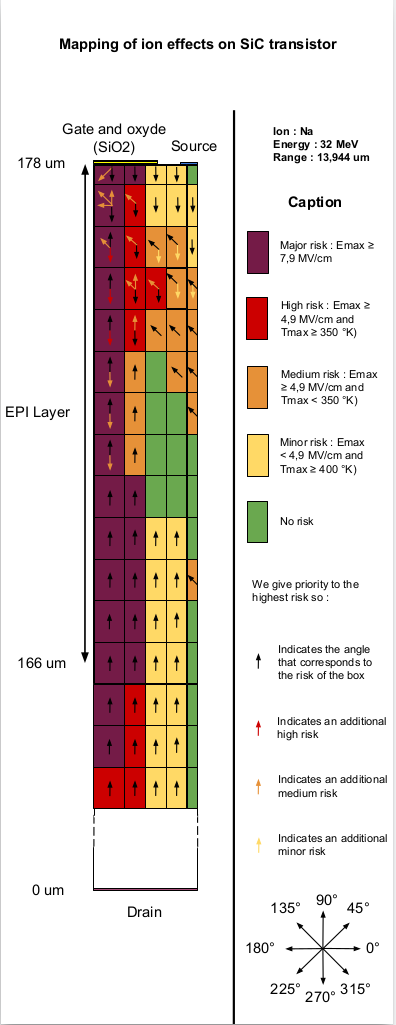 Mapping of ion effects on SiC transistor
Gate and oxyde
(SiO2)
Source
178 um
EPI Layer
166 um
0 um
Drain
Ion : Na
Energy : 32 MeV
Range : 13,944 um
Caption
Major risk : Emax ≥
7,9 MV/cm
High risk : Emax ≥
4,9 MV/cm and
Tmax ≥ 350 °K)
Medium risk : Emax
≥ 4,9 MV/cm and
Tmax < 350 °K)
Minor risk : Emax
< 4,9 MV/cm and
Tmax ≥ 400 °K)
No risk
We give priority to the
highest risk so :
Indicates the angle
that corresponds to
the risk of the box
Indicates an additional
high risk
Indicates an additional
medium risk
Indicates an additional
minor risk
90°
135°
45°
180°
0°
225°
315°
270°